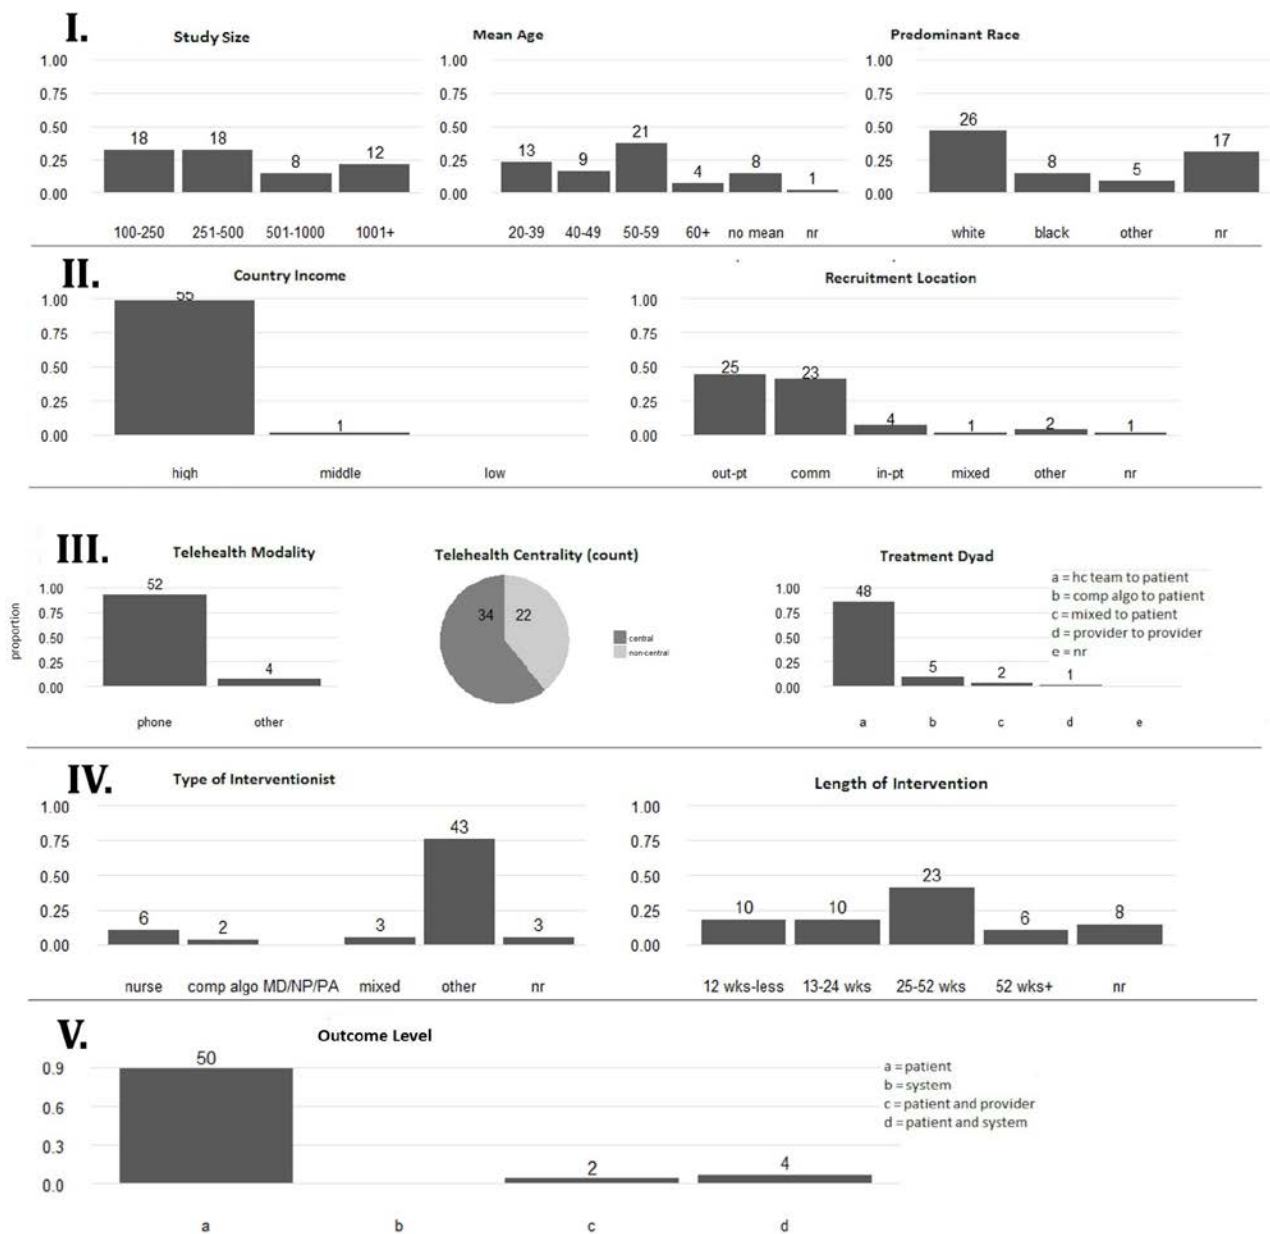 I.
Study Size
1.00
0.75
0.50
0.25
0.00
18 18 8 12
100-250 251-500 501-1000 1001+
Mean Age
1.00
0.75
0.50
0.25
0.00
13 9 21 4 8 1
20-39 40-49 50-59 60+ no mean nr
Predominant Race
1.00
0.75
0.50
0.25
0.00
26 8 5 17
white black other nr
II.
Country Income
1.00
0.75
0.50
0.25
0.00
55 1
high middle low
Recruitment Location
1.00
0.75
0.50
0.25
0.00
25 23 4 1 2 1
out-pt comm in-pt mixed other nr
III.
Telehealth Modality
proportion
1.00
0.75
0.50
0.25
0.00
52 4
phone other
Telehealth Centrality (count)
34 22
central
non-central
Treatment Dyad
1.00
0.75
0.50
0.25
0.00
48 5 2 1
a b c d e
a = hc team to patient
b = comp algo to patient
c = mixed to patient
d = provider to provider
e = nr
IV.
Type of Interventionist
1.00
0.75
0.50
0.25
0.00
6 2 3 43 3
nurse comp algo MD/NP/PA mixed other nr
Length of Intervention
1.00
0.75
0.50
0.25
0.00
10 10 23 6 8
12 wks-less 13-24 wks 25-52 wks 52 wks+ nr
V.
Outcome Level
0.9
0.6
0.3
0.0
50 2 4
a b c d
a = patient
b = system
c = patient and provider
d = patient and system